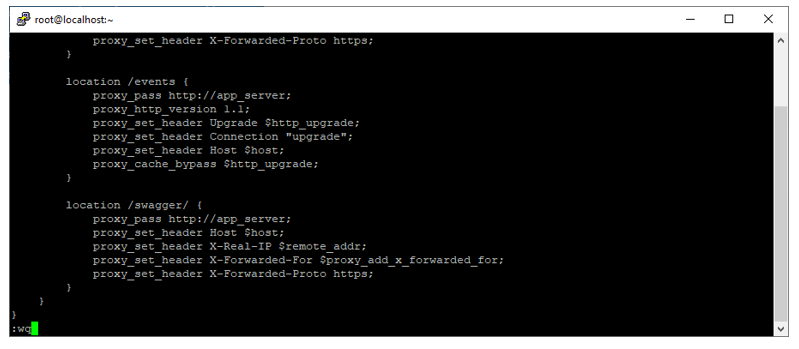 root@localhost:~
proxy_set_header X-Forwarded-Proto https;
}
location /events {
proxy_pass http://app_server;
proxy_http_version 1.1;
proxy_set_header Upgrade $http_upgrade;
proxy_set_header Connection "upgrade";
proxy_set_header Host $host;
proxy_cache_bypass $http_upgrade;
}
location /swagger/ {
proxy_pass http://app_server;
proxy_set_header Host $host;
proxy_set_header X-Real-IP $remote_addr;
proxy_set_header X-Forwarded-For $proxy_add_x_forwarded_for;
proxy_set_header X-Forwarded-Proto https;
}
}
}
:wq